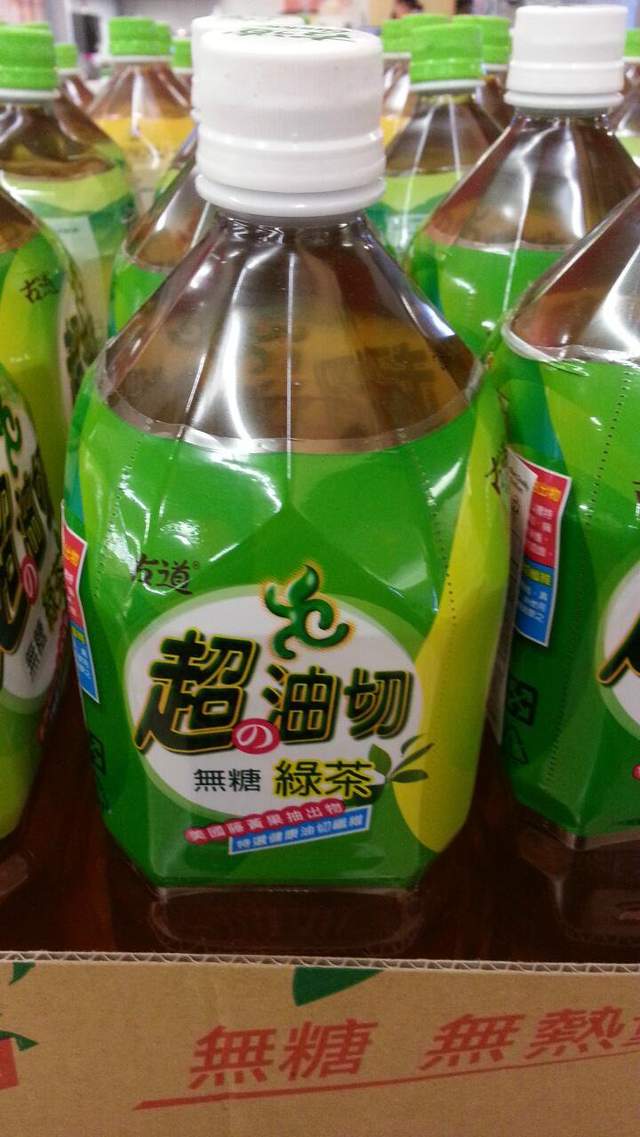 古道®
超の油切
無糖 綠茶
美國藤黃果抽出物
特選健康油切纖維
無糖 無熱